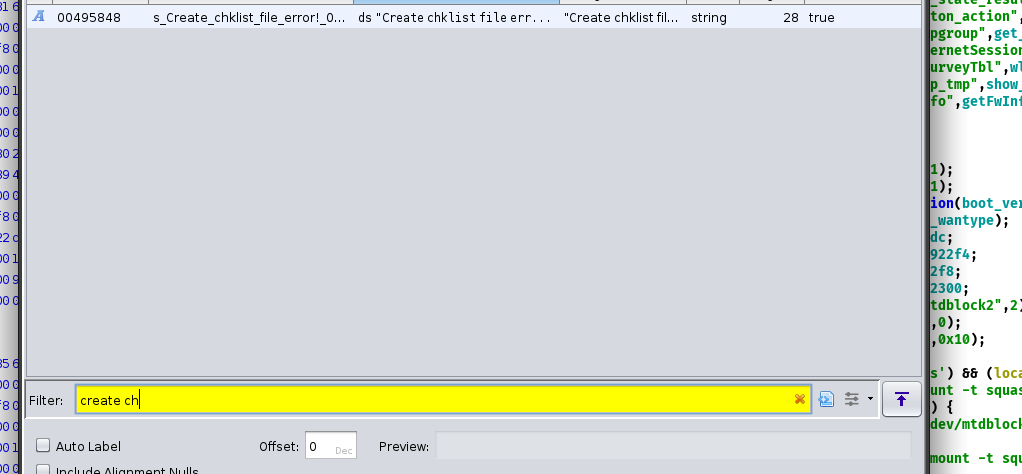 _state_resu
ton_action",
00495848 s_Create_chklist_file_error!_0... ds "Create chklist file err... "Create chklist fil... string 28 true
pgroup",get_
ernetSession
urveyTbl",wl
p_tmp",show_
fo",getFwInf
1);
1);
ion(boot_ver
_wantype);
dc;
922f4;
2f8;
2300;
tdblock2",2)
,0);
,0x10);
s') && (loca
unt -t squas
Filter: create ch
) {
dev/mtdblock
Auto Label Offset: 0 Dec Preview:
mount -t squ
Include Alignment Nulls